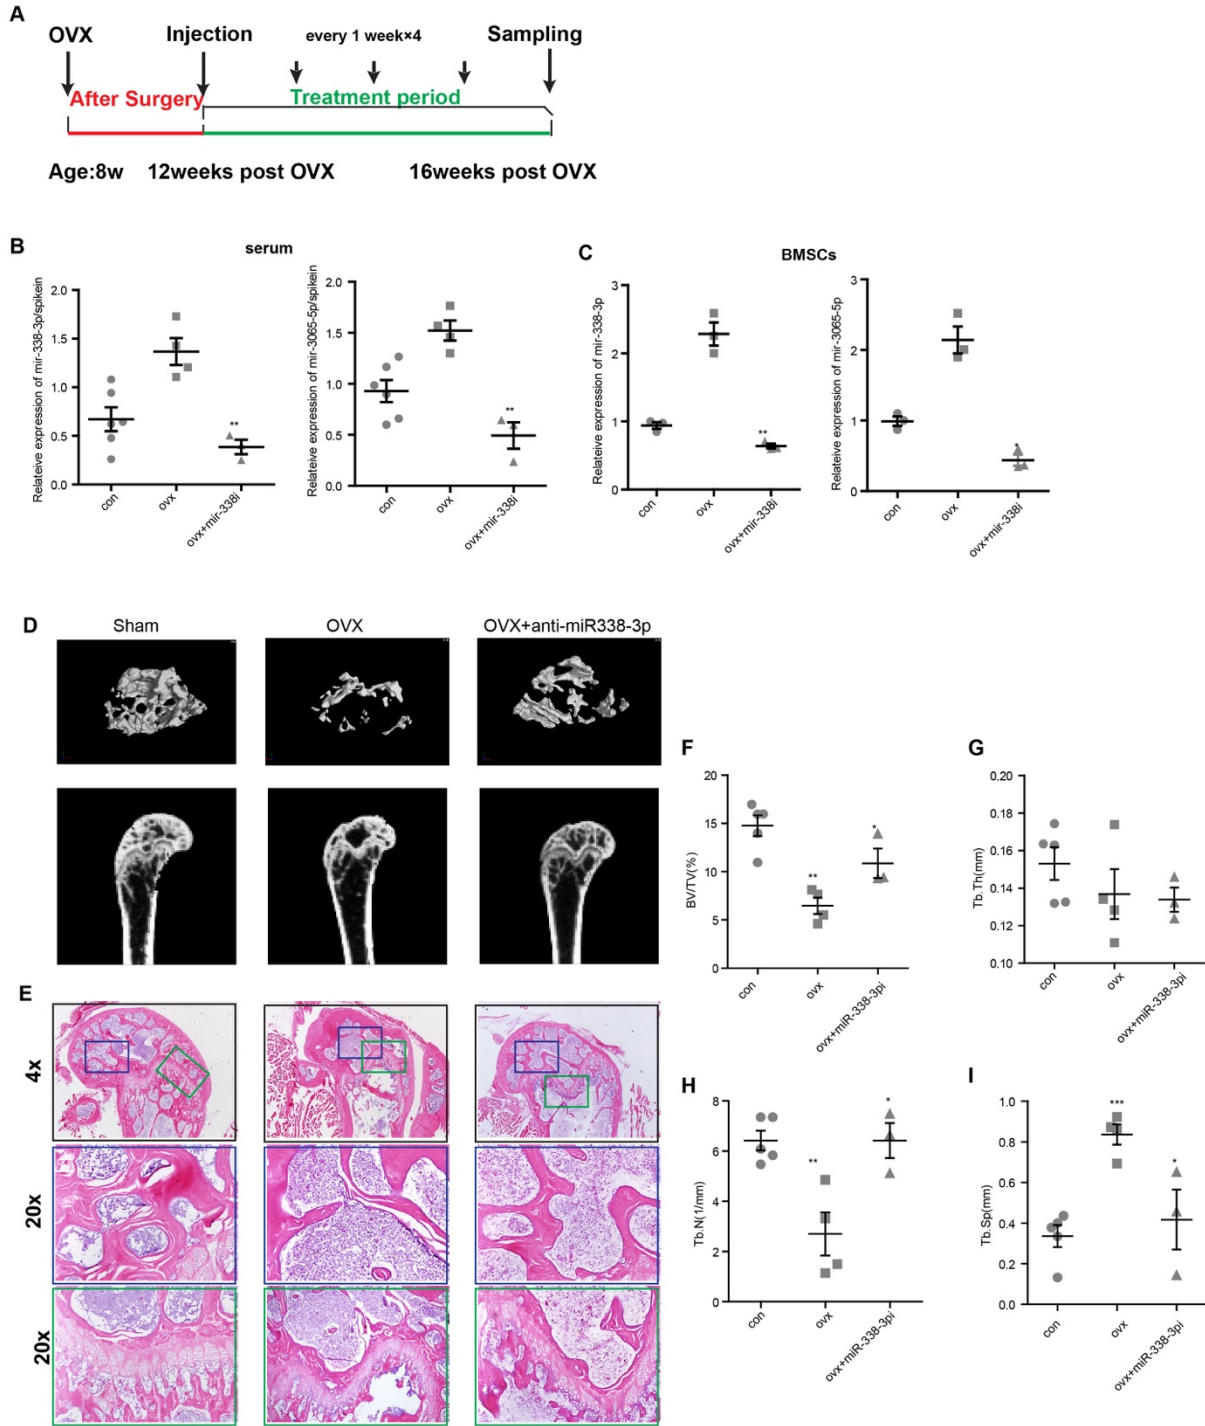 A
OVX Injection every 1 week×4 Sampling
After Surgery Treatment period
Age:8w 12weeks post OVX 16weeks post OVX
B serum
Relateive expression of mir-338-3p/spikein
2.0
1.5
1.0
0.5
0.0
**
con ovx ovx+mir-338i
Relateive expression of mir-3065-5p/spikein
2.0
1.5
1.0
0.5
0.0
**
con ovx ovx+mir-338i
C BMSCs
Relateive expression of mir-338-3p
3
2
1
0
**
con ovx ovx+mir-338i
Relateive expression of mir-3065-5p
3
2
1
0
*
con ovx ovx+mir-338i
D Sham OVX OVX+anti-miR338-3p
E
4x
20x
20x
F
BV/TV(%)
20
15
10
5
0
**
*
con ovx ovx+miR-338-3pi
G
Tb.Th(mm)
0.20
0.18
0.16
0.14
0.12
0.10
con ovx ovx+miR-338-3pi
H
Tb.N(1/mm)
8
6
4
2
0
**
*
con ovx ovx+miR-338-3pi
I
Tb.Sp(mm)
1.0
0.8
0.6
0.4
0.2
0.0
***
*
con ovx ovx+miR-338-3pi